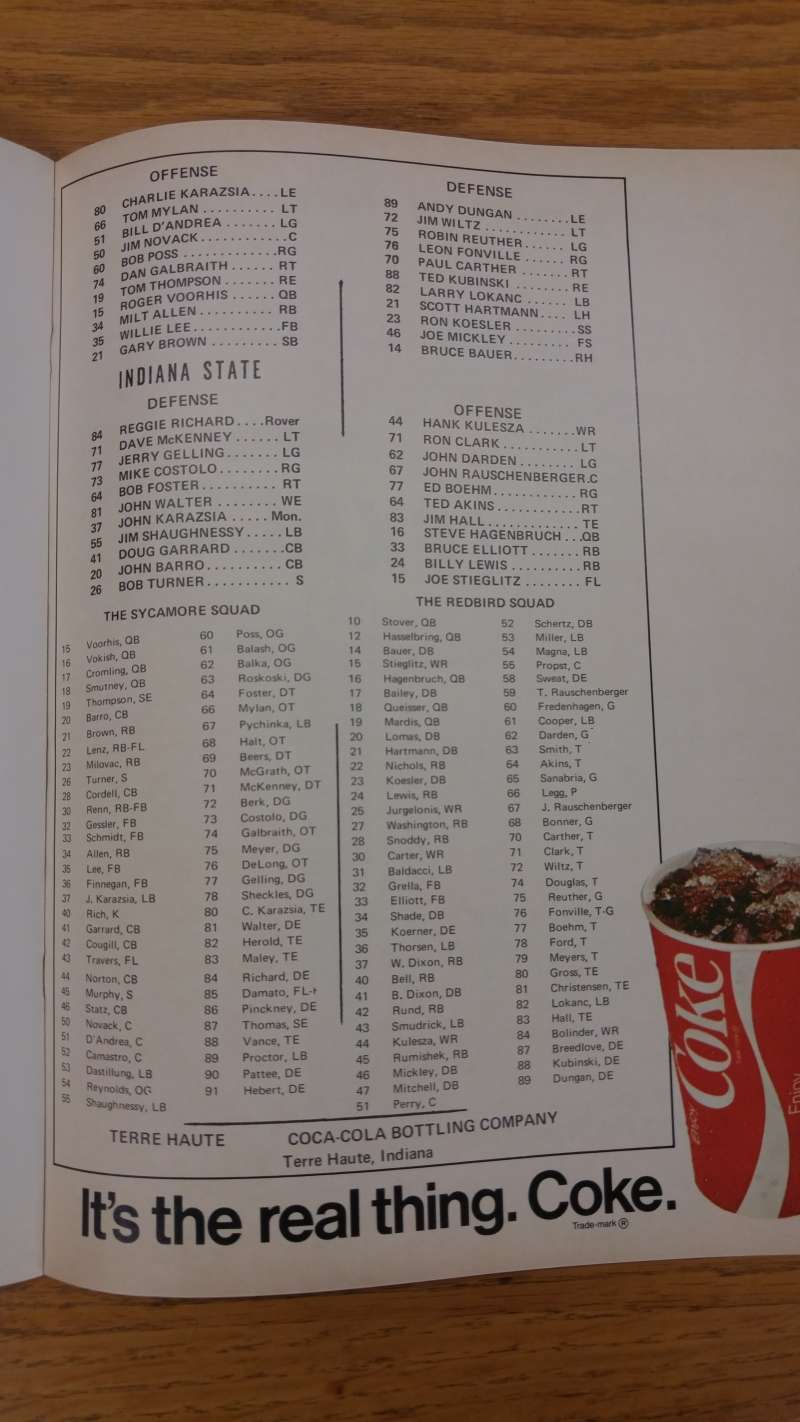 OFFENSE
80 CHARLIE KARAZSIA....LE
66 TOM MYLAN.......... LT
51 BILL D'ANDREA ....... LG
50 JIM NOVACK............C
60 BOB POSS .............RG
74 DAN GALBRAITH ...... RT
19 TOM THOMPSON ....... RE
15 ROGER VOORHIS ...... QB
34 MILT ALLEN .......... RB
35 WILLIE LEE............FB
21 GARY BROWN ......... SB
INDIANA STATE
DEFENSE
84 REGGIE RICHARD....Rover
71 DAVE McKENNEY ...... LT
77 JERRY GELLING....... LG
73 MIKE COSTOLO........ RG
64 BOB FOSTER.......... RT
81 JOHN WALTER ........ WE
37 JOHN KARAZSIA ..... Mon.
55 JIM SHAUGHNESSY..... LB
41 DOUG GARRARD .......CB
20 JOHN BARRO.......... CB
26 BOB TURNER........... S
DEFENSE
89 ANDY DUNGAN ........LE
72 JIM WILTZ ............ LT
75 ROBIN REUTHER...... LG
76 LEON FONVILLE ...... RG
70 PAUL CARTHER ....... RT
88 TED KUBINSKI ........ RE
82 LARRY LOKANC ...... LB
21 SCOTT HARTMANN.... LH
23 RON KOESLER .........SS
46 JOE MICKLEY ......... FS
14 BRUCE BAUER.........RH
OFFENSE
44 HANK KULESZA .......WR
71 RON CLARK ...........LT
62 JOHN DARDEN ........ LG
67 JOHN RAUSCHENBERGER.C
77 ED BOEHM............ RG
64 TED AKINS............RT
83 JIM HALL............. TE
16 STEVE HAGENBRUCH ...QB
33 BRUCE ELLIOTT ....... RB
24 BILLY LEWIS ..........RB
15 JOE STIEGLITZ ........ FL
THE SYCAMORE SQUAD
15 Voorhis, QB
16 Vokish, QB
17 Cromling, QB
18 Smutney, QB
19 Thompson, SE
20 Barro, CB
21 Brown, RB
22 Lenz, RB-FL
23 Milovac, RB
26 Turner, S
28 Cordell, CB
30 Renn, RB-FB
32 Gessler, FB
33 Schmidt, FB
34 Allen, RB
35 Lee, FB
36 Finnegan, FB
37 J. Karazsia, LB
40 Rich, K
41 Garrard, CB
42 Cougill, CB
43 Travers, FL
44 Norton, CB
45 Murphy, S
46 Statz, CB
50 Novack, C
51 D'Andrea, C
52 Camastro, C
53 Dastillung, LB
54 Reynolds, OG
55 Shaughnessy, LB
60 Poss, OG
61 Balash, OG
62 Balka, OG
63 Roskoski, DG
64 Foster, DT
66 Mylan, OT
67 Pychinka, LB
68 Halt, OT
69 Beers, DT
70 McGrath, OT
71 McKenney, DT
72 Berk, DG
73 Costolo, DG
74 Galbraith, OT
75 Meyer, DG
76 DeLong, OT
77 Gelling, DG
78 Sheckles, DG
80 C. Karazsia, TE
81 Walter, DE
82 Herold, TE
83 Maley, TE
84 Richard, DE
85 Damato, FL-
86 Pinckney, DE
87 Thomas, SE
88 Vance, TE
89 Proctor, LB
90 Pattee, DE
91 Hebert, DE
THE REDBIRD SQUAD
10 Stover, QB
12 Hasselbring, QB
14 Bauer, DB
15 Stieglitz, WR
16 Hagenbruch, QB
17 Bailey, DB
18 Queisser, QB
19 Mardis, QB
20 Lomas, DB
21 Hartmann, DB
22 Nichols, RB
23 Koesler, DB
24 Lewis, RB
25 Jurgelonis, WR
27 Washington, RB
28 Snoddy, RB
30 Carter, WR
31 Baldacci, LB
32 Grella, FB
33 Elliott, FB
34 Shade, DB
35 Koerner, DE
36 Thorsen, LB
37 W. Dixon, RB
40 Bell, RB
41 B. Dixon, DB
42 Rund, RB
43 Smudrick, LB
44 Kulesza, WR
45 Rumishek, RB
46 Mickley, DB
47 Mitchell, DB
51 Perry, C
52 Schertz, DB
53 Miller, LB
54 Magna, LB
55 Propst, C
58 Sweat, DE
59 T. Rauschenberger
60 Fredenhagen, G
61 Cooper, LB
62 Darden, G
63 Smith, T
64 Akins, T
65 Sanabria, G
66 Legg, P
67 J. Rauschenberger
68 Bonner, G
70 Carther, T
71 Clark, T
72 Wiltz, T
74 Douglas, T
75 Reuther, G
76 Fonville, T-G
77 Boehm, T
78 Ford, T
79 Meyers, T
80 Gross, TE
81 Christensen, TE
82 Lokanc, LB
83 Hall, TE
84 Bolinder, WR
87 Breedlove, DE
88 Kubinski, DE
89 Dungan, DE
TERRE HAUTE COCA-COLA BOTTLING COMPANY
Terre Haute, Indiana
It's the real thing. Coke.
Trade-mark ®
Enjoy
Coke
Enjoy